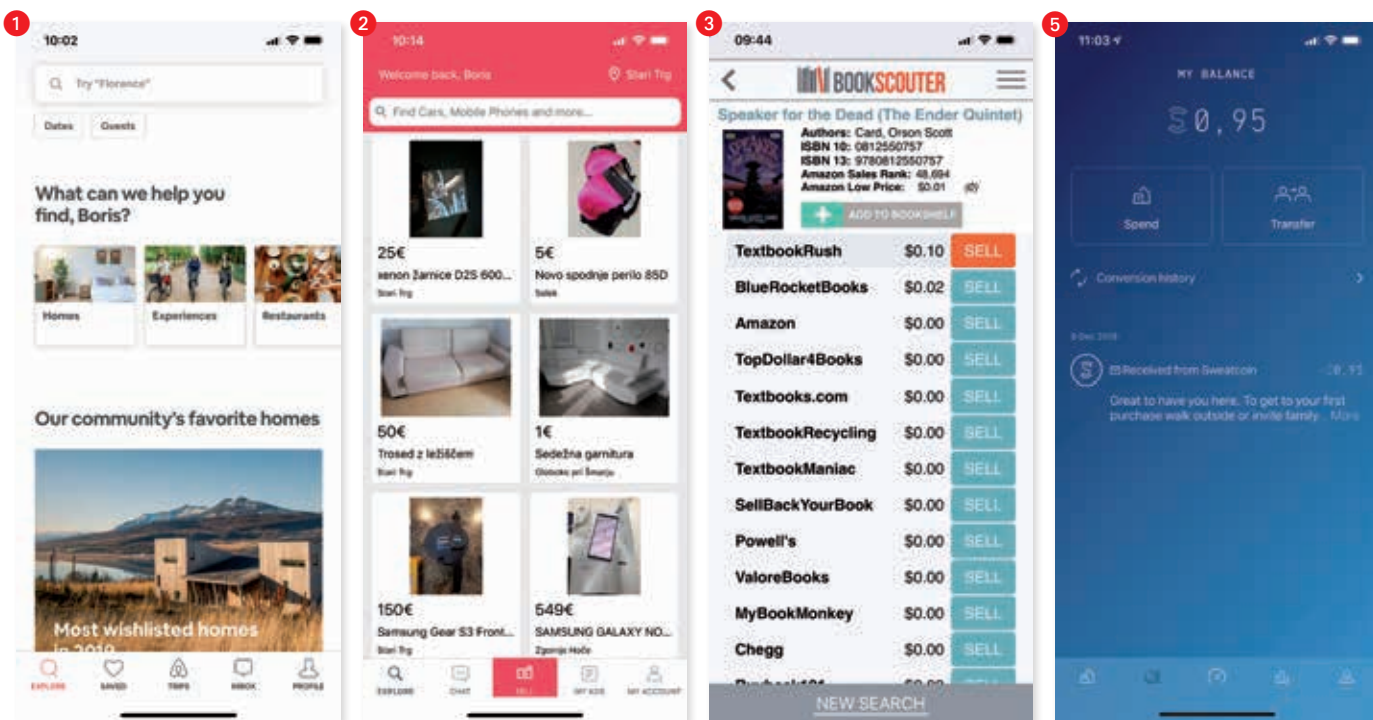 1
10:02
Try "Florence"
Dates Guests
What can we help you
find, Boris?
Homes Experiences Restaurants
Our community's favorite homes
Most wishlisted homes
in 2019
EXPLORE SAVED TRIPS INBOX PROFILE
2
10:14
Welcome back, Boris Stari Trg
Find Cars, Mobile Phones and more...
25€ 5€
xenon žarnice D2S 600... Novo spodnje perilo 85D
Stari Trg Salek
50€ 1€
Trosed z ležiščem Sedežna garnitura
Stari Trg Globoko pri Šmarju
150€ 549€
Samsung Gear S3 Front... SAMSUNG GALAXY NO...
Stari Trg Zgornje Hoče
EXPLORE CHAT SELL MY ADS MY ACCOUNT
3
09:44
BOOKSCOUTER
Speaker for the Dead (The Ender Quintet)
Authors: Card, Orson Scott
ISBN 10: 0812550757
ISBN 13: 9780812550757
Amazon Sales Rank: 48,694
Amazon Low Price: $0.01
ADD TO BOOKSHELF
TextbookRush $0.10 SELL
BlueRocketBooks $0.02 SELL
Amazon $0.00 SELL
TopDollar4Books $0.00 SELL
Textbooks.com $0.00 SELL
TextbookRecycling $0.00 SELL
TextbookManiac $0.00 SELL
SellBackYourBook $0.00 SELL
Powell's $0.00 SELL
ValoreBooks $0.00 SELL
MyBookMonkey $0.00 SELL
Chegg $0.00 SELL
NEW SEARCH
5
11:03
MY BALANCE
0,95
Spend Transfer
Conversion history
Received from Sweatcoin 0.95
Great to have you here. To get to your first
purchase walk outside or invite family... More